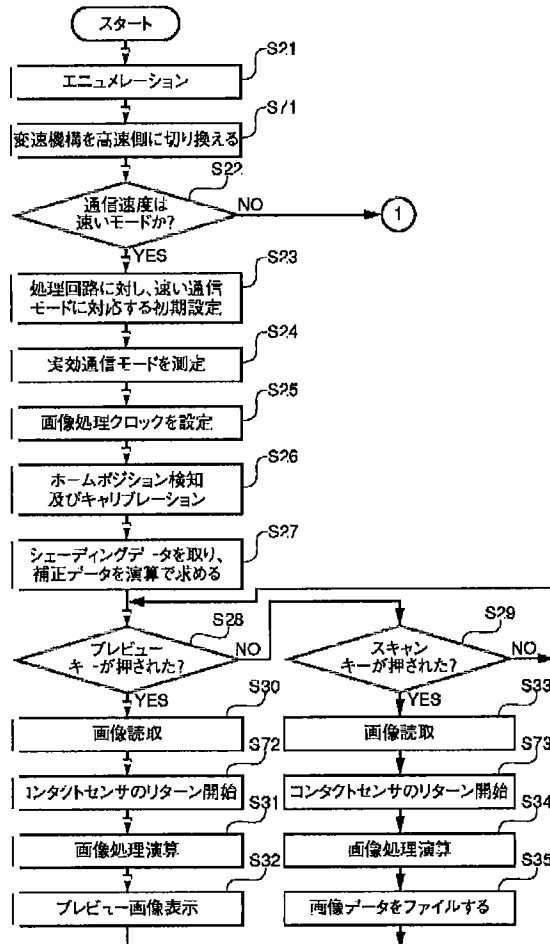 スタート
S21
エニュメレーション
S71
変速機構を高速側に切り換える
S22
通信速度は
速いモードか?
NO
1
YES
S23
処理回路に対し、速い通信
モードに対応する初期設定
S24
実効通信モードを測定
S25
画像処理クロックを設定
S26
ホームポジション検知
及びキャリブレーション
S27
シェーディングデータを取り、
補正データを演算で求める
S28
プレビュー
キーが押された?
NO
S29
スキャン
キーが押された?
NO
YES
YES
S30
画像読取
S33
画像読取
S72
コンタクトセンサのリターン開始
S73
コンタクトセンサのリターン開始
S31
画像処理演算
S34
画像処理演算
S32
プレビュー画像表示
S35
画像データをファイルする